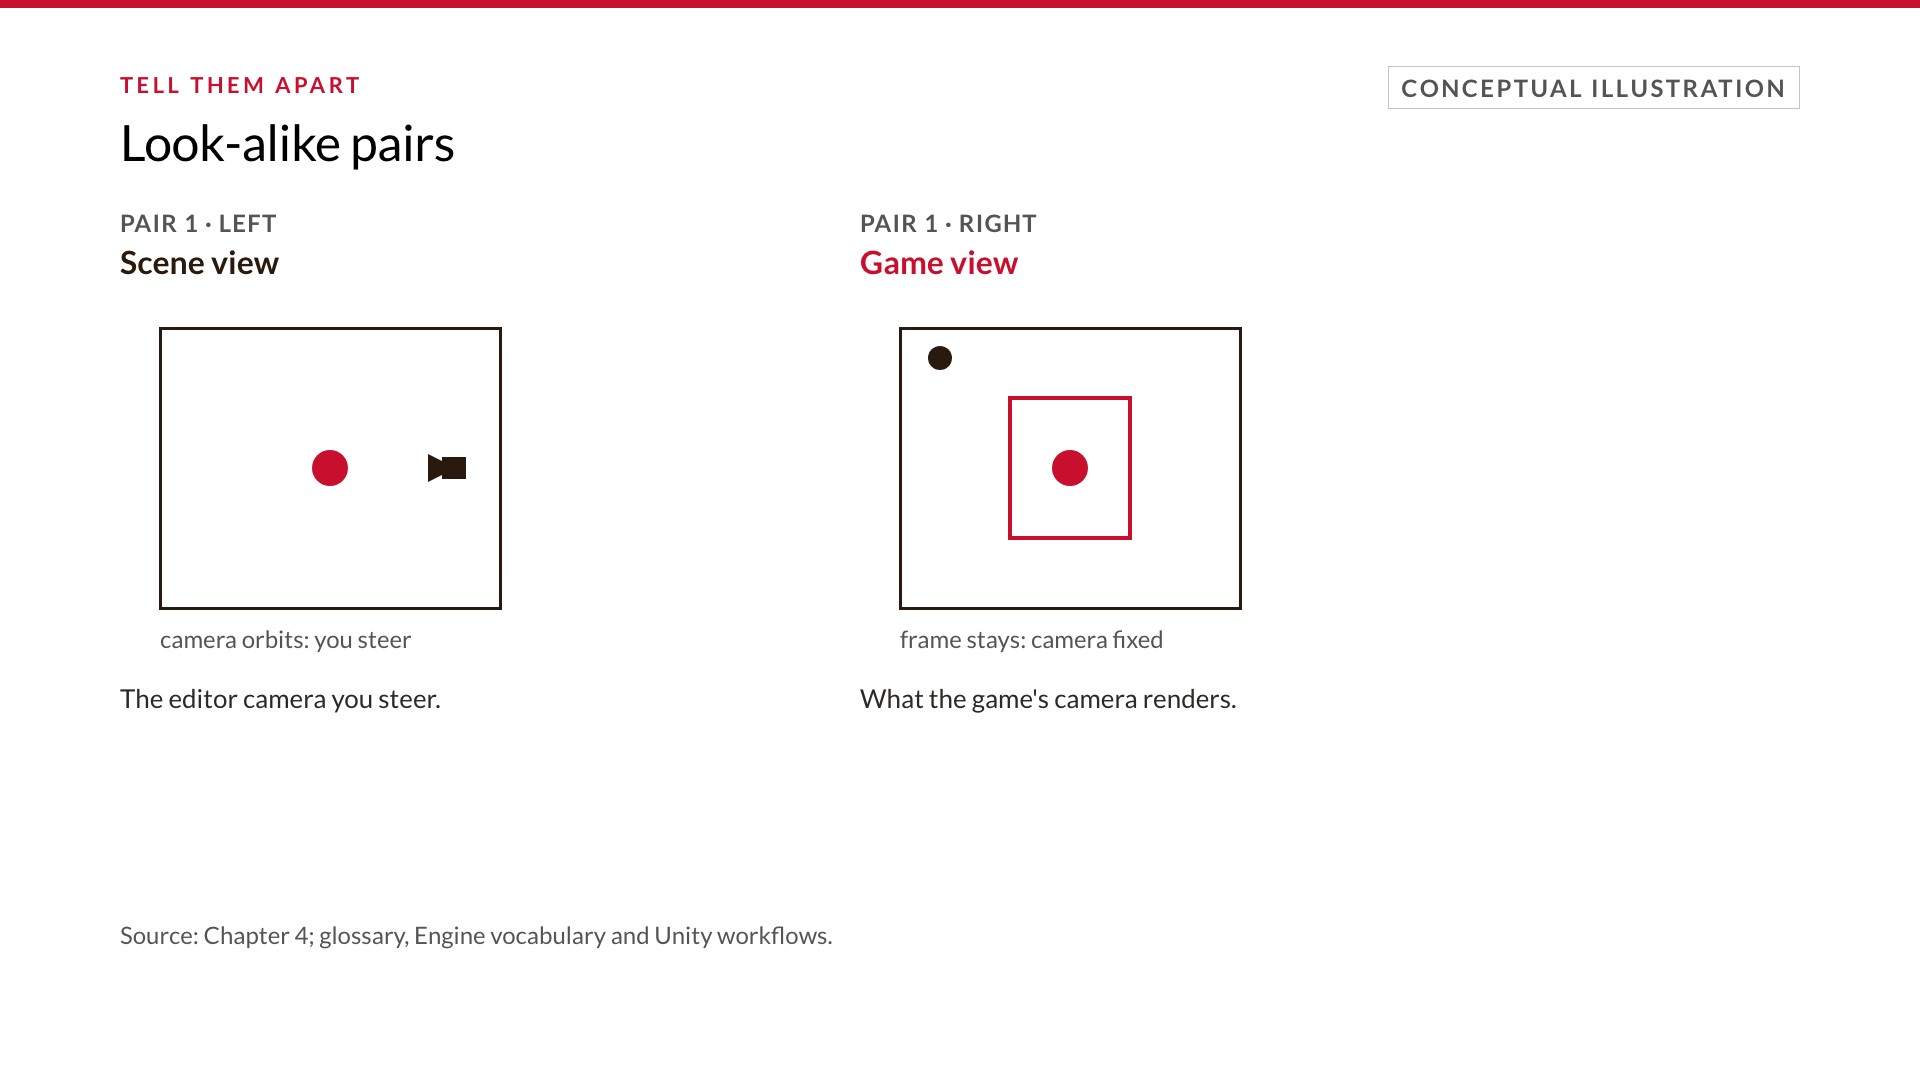 TELL THEM APART
CONCEPTUAL ILLUSTRATION
Look-alike pairs
PAIR 1 · LEFT
Scene view
camera orbits: you steer
The editor camera you steer.
PAIR 1 · RIGHT
Game view
frame stays: camera fixed
What the game's camera renders.
Source: Chapter 4; glossary, Engine vocabulary and Unity workflows.